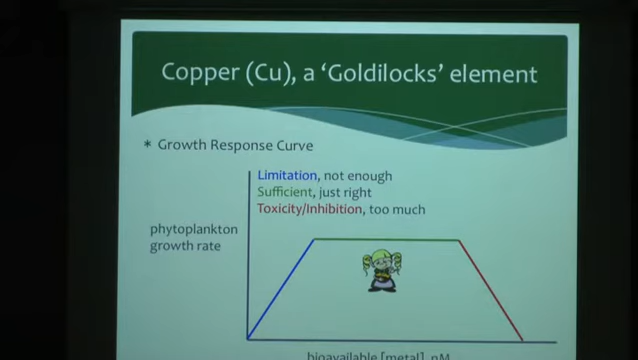 Copper (Cu), a ‘Goldilocks’ element
* Growth Response Curve
Limitation, not enough
Sufficient, just right
Toxicity/Inhibition, too much
phytoplankton
growth rate
bioavailable [metal], nM